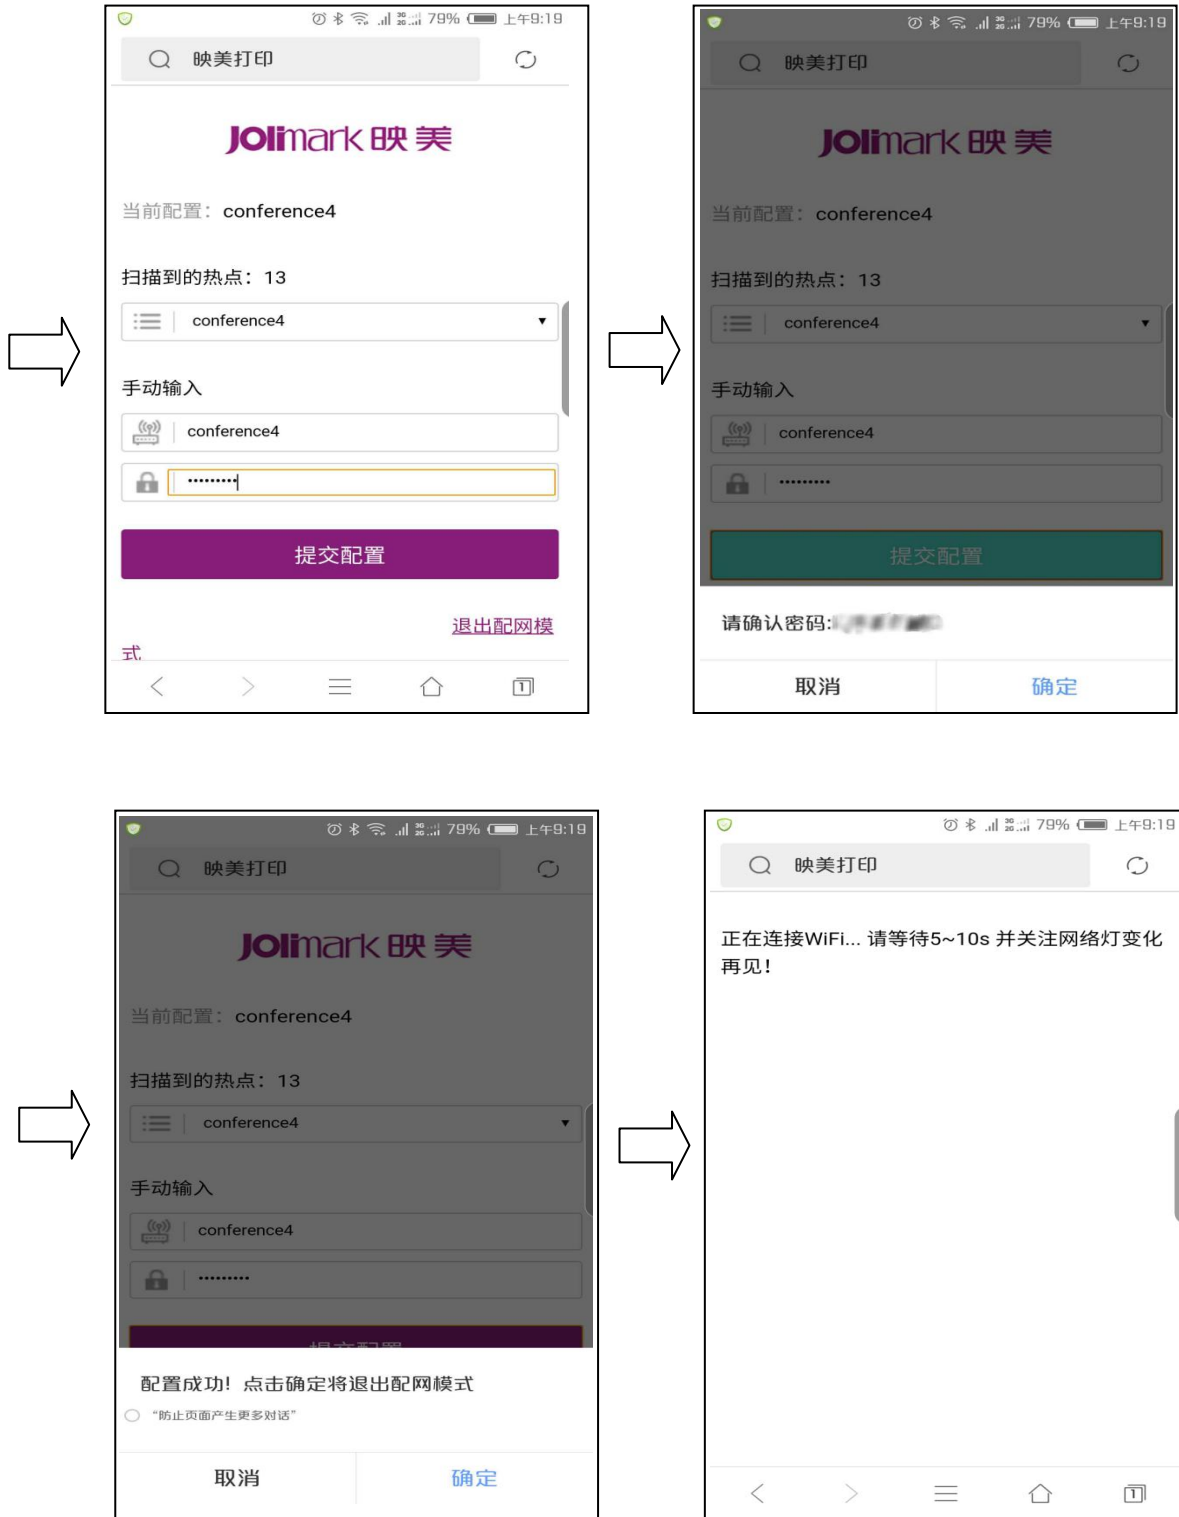 79% 上午9:19
映美打印
Jolimark 映美
当前配置：conference4
扫描到的热点：13
conference4
手动输入
conference4
•••••••••
提交配置
退出配网模
式
1
79% 上午9:19
映美打印
Jolimark 映美
当前配置：conference4
扫描到的热点：13
conference4
手动输入
conference4
•••••••••
提交配置
请确认密码:
取消 确定
79% 上午9:19
映美打印
Jolimark 映美
当前配置：conference4
扫描到的热点：13
conference4
手动输入
conference4
•••••••••
提交配置
配置成功！点击确定将退出配网模式
“防止页面产生更多对话”
取消 确定
79% 上午9:19
映美打印
正在连接WiFi... 请等待5~10s 并关注网络灯变化
再见！
1